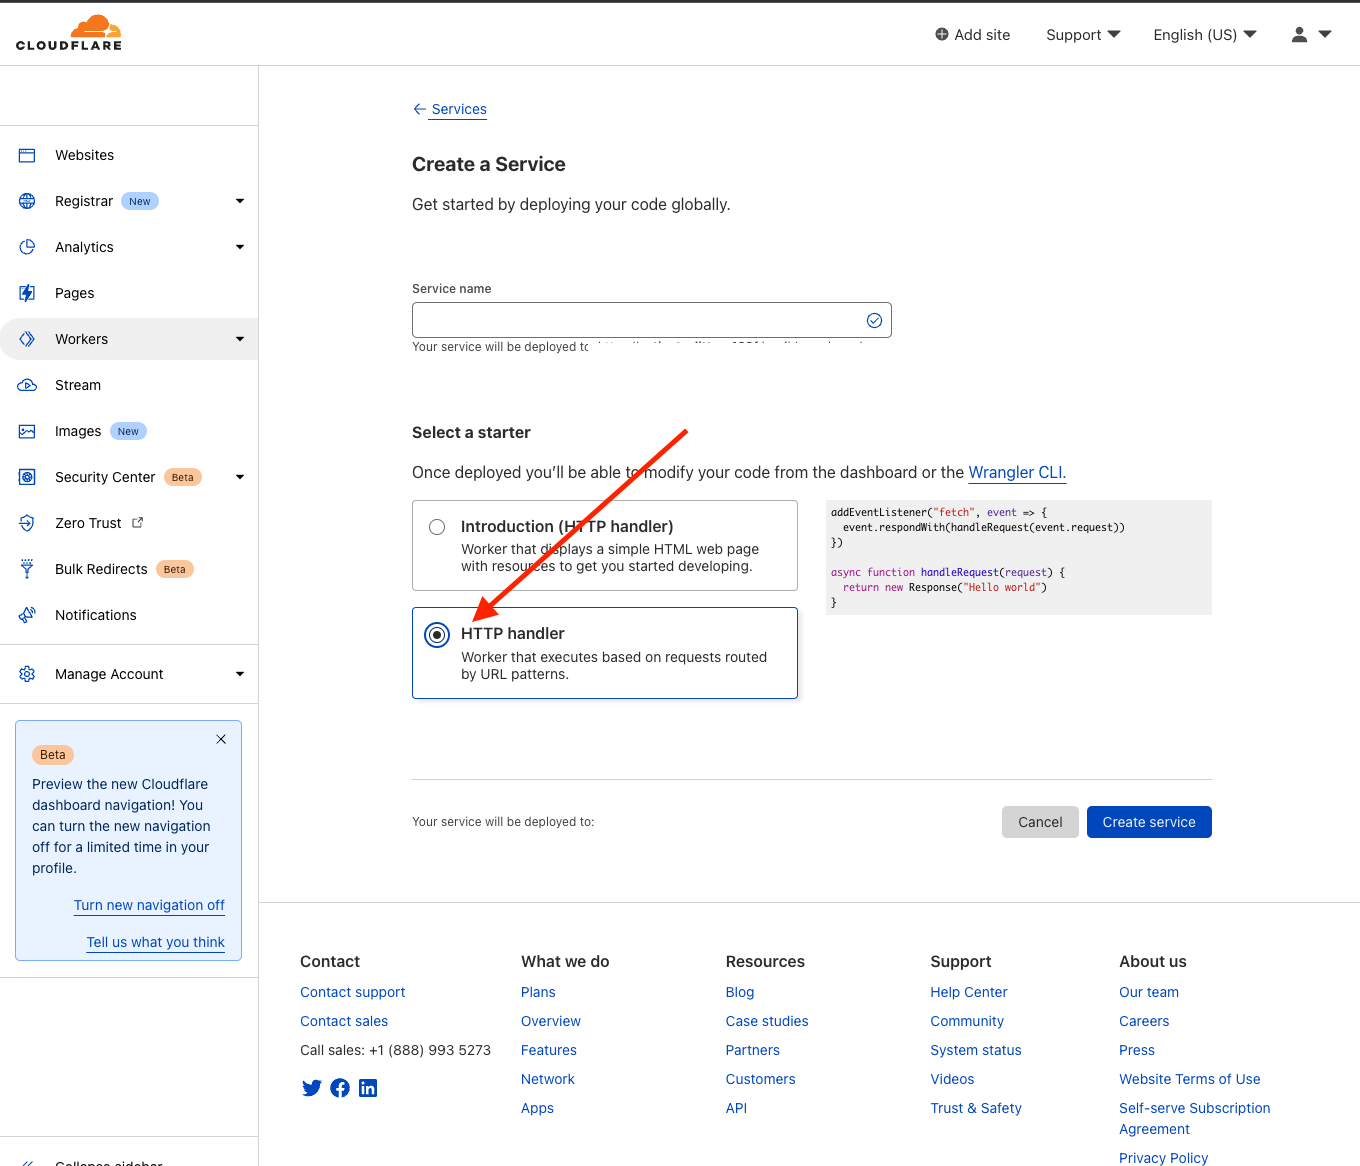 CLOUDFLARE
Add site
Support
English (US)
Websites
Registrar New
Analytics
Pages
Workers
Stream
Images New
Security Center Beta
Zero Trust
Bulk Redirects Beta
Notifications
Manage Account
Beta
Preview the new Cloudflare
dashboard navigation! You
can turn the new navigation
off for a limited time in your
profile.
Turn new navigation off
Tell us what you think
Collapse sidebar
← Services
Create a Service
Get started by deploying your code globally.
Service name
Your service will be deployed to
Select a starter
Once deployed you’ll be able to modify your code from the dashboard or the Wrangler CLI.
Introduction (HTTP handler)
Worker that displays a simple HTML web page
with resources to get you started developing.
HTTP handler
Worker that executes based on requests routed
by URL patterns.
addEventListener("fetch", event => {
event.respondWith(handleRequest(event.request))
})
async function handleRequest(request) {
return new Response("Hello world")
}
Your service will be deployed to:
Cancel
Create service
Contact
Contact support
Contact sales
Call sales: +1 (888) 993 5273
What we do
Plans
Overview
Features
Network
Apps
Resources
Blog
Case studies
Partners
Customers
API
Support
Help Center
Community
System status
Videos
Trust & Safety
About us
Our team
Careers
Press
Website Terms of Use
Self-serve Subscription
Agreement
Privacy Policy